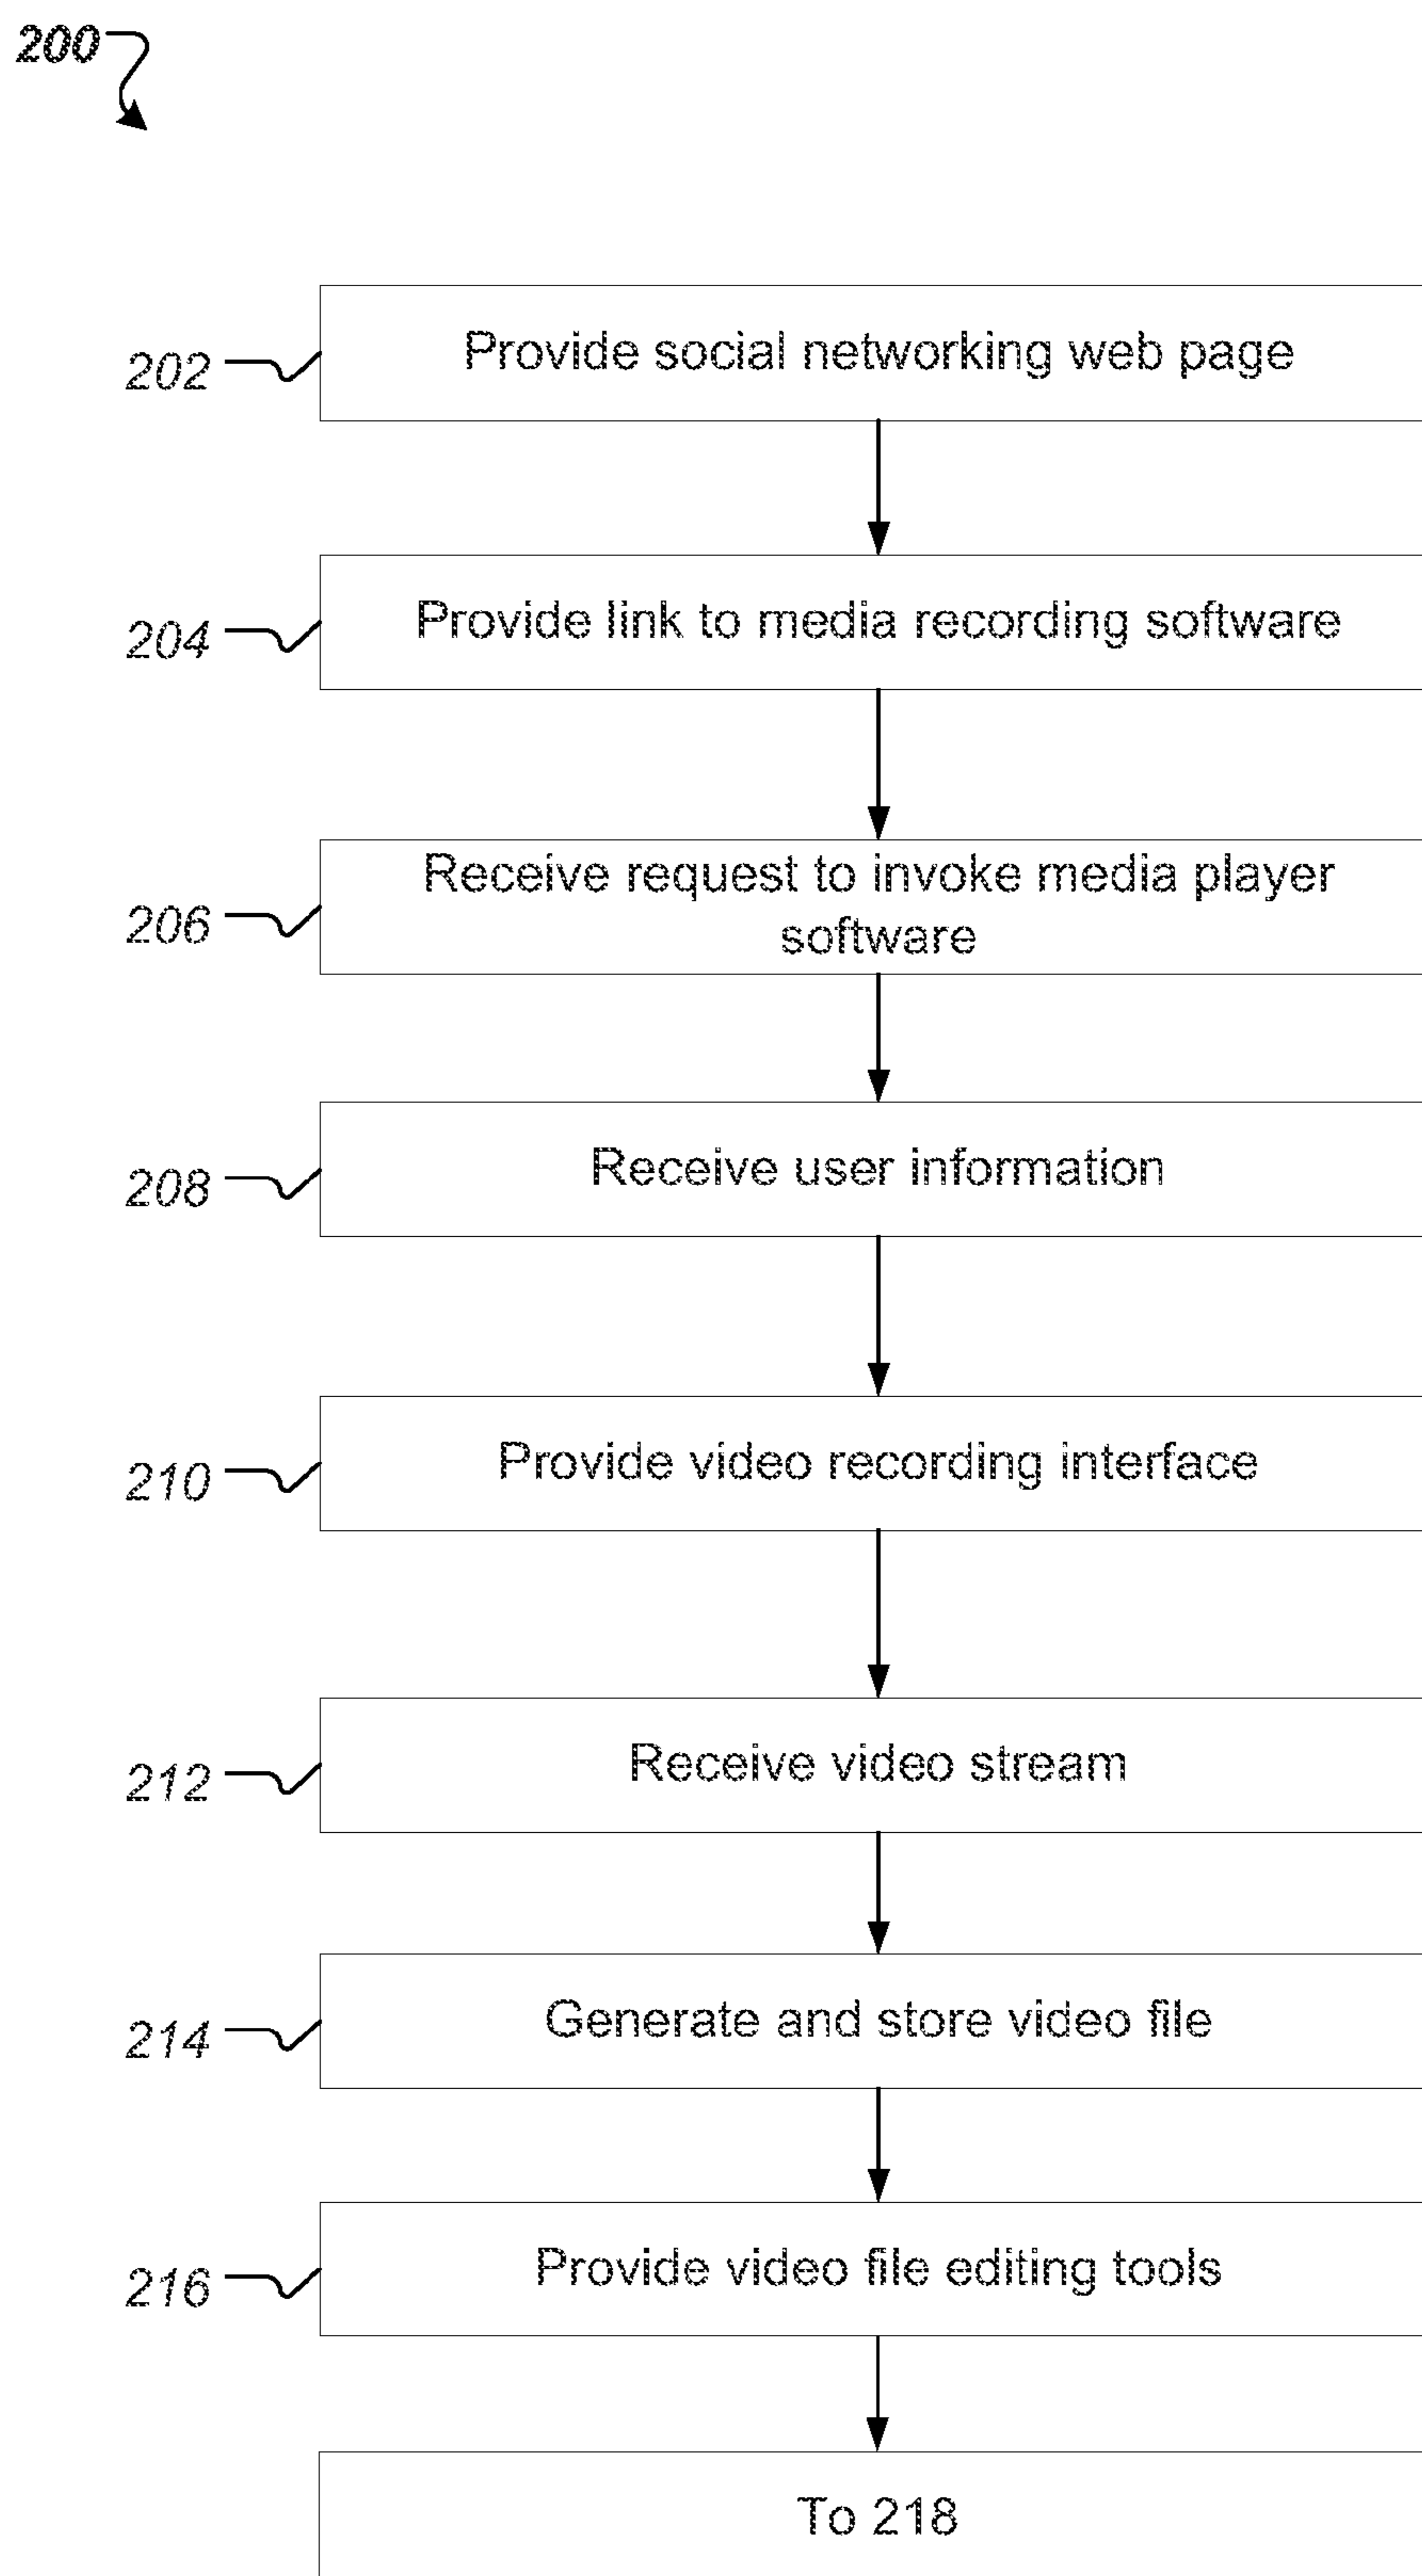 200
202
Provide social networking web page
204
Provide link to media recording software
206
Receive request to invoke media player
software
208
Receive user information
210
Provide video recording interface
212
Receive video stream
214
Generate and store video file
216
Provide video file editing tools
To 218